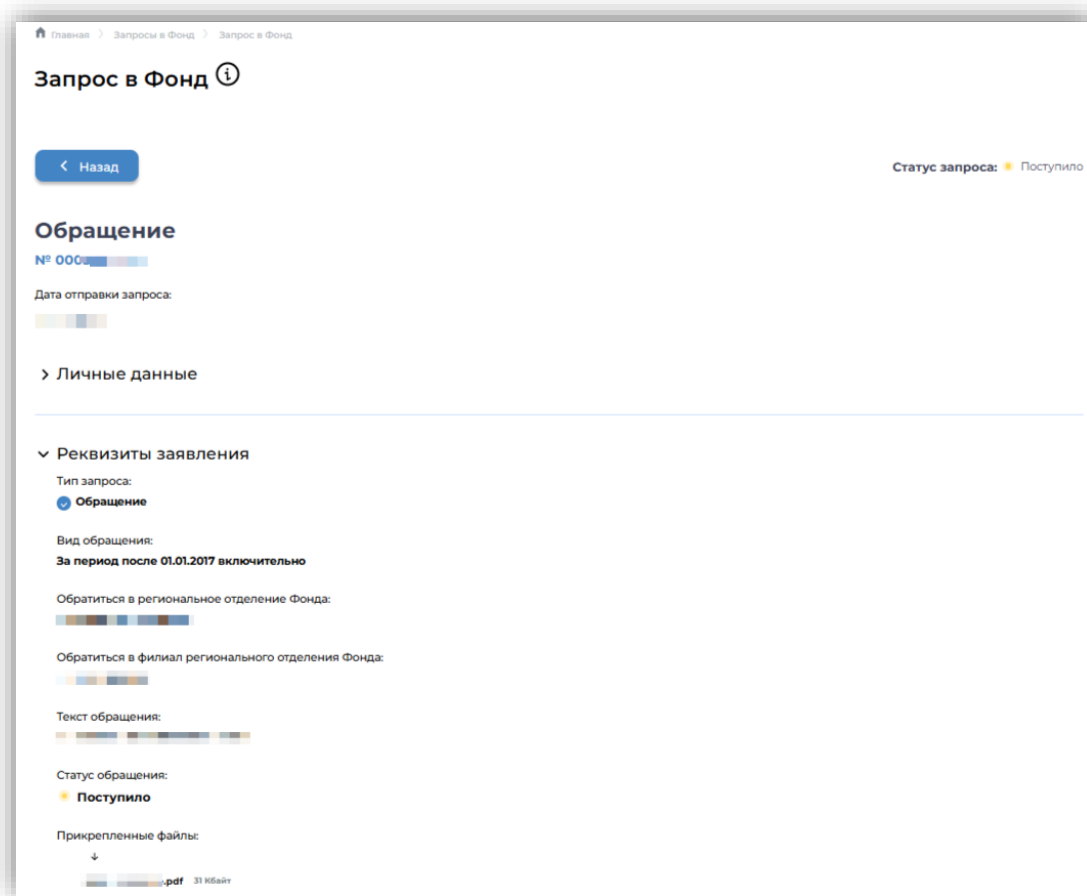 Главная > Запросы в Фонд > Запрос в Фонд
Запрос в Фонд
Назад
Статус запроса: Поступило
Обращение
№ 000
Дата отправки запроса:
Личные данные
Реквизиты заявления
Тип запроса:
Обращение
Вид обращения:
За период после 01.01.2017 включительно
Обратиться в региональное отделение Фонда:
Обратиться в филиал регионального отделения Фонда:
Текст обращения:
Статус обращения:
Поступило
Прикрепленные файлы:
.pdf 31 Кбайт